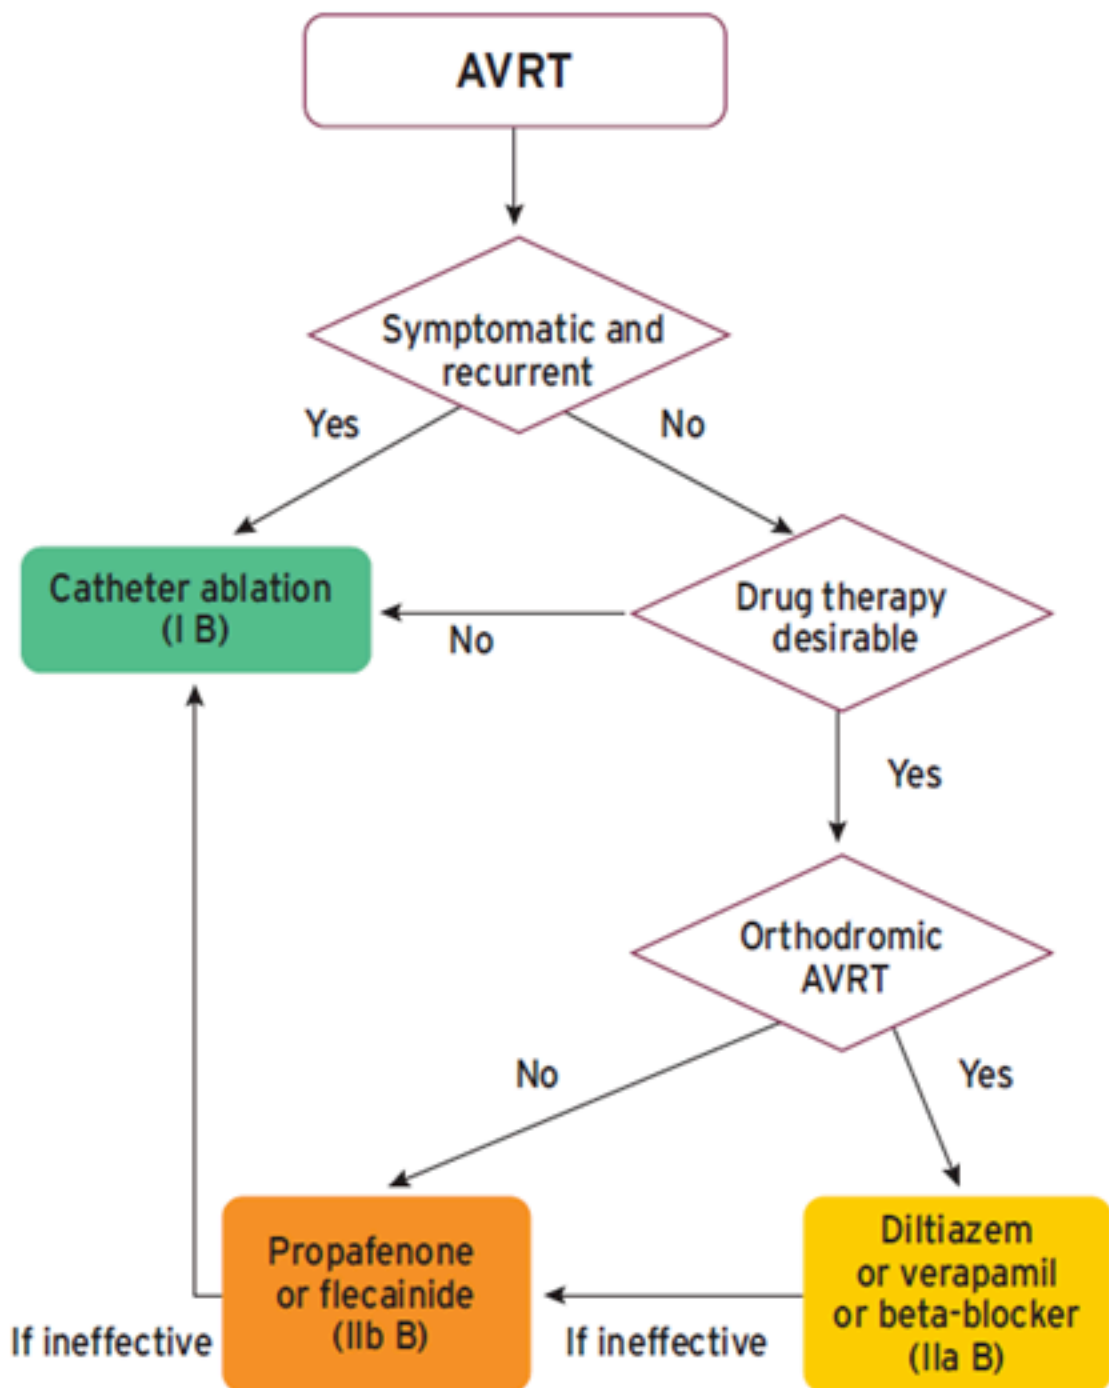 AVRT
Symptomatic and
recurrent
Yes
No
Catheter ablation
(I B)
No
Drug therapy
desirable
Yes
Orthodromic
AVRT
No
Yes
Propafenone
or flecainide
(IIb B)
Diltiazem
or verapamil
or beta-blocker
(IIa B)
If ineffective
If ineffective